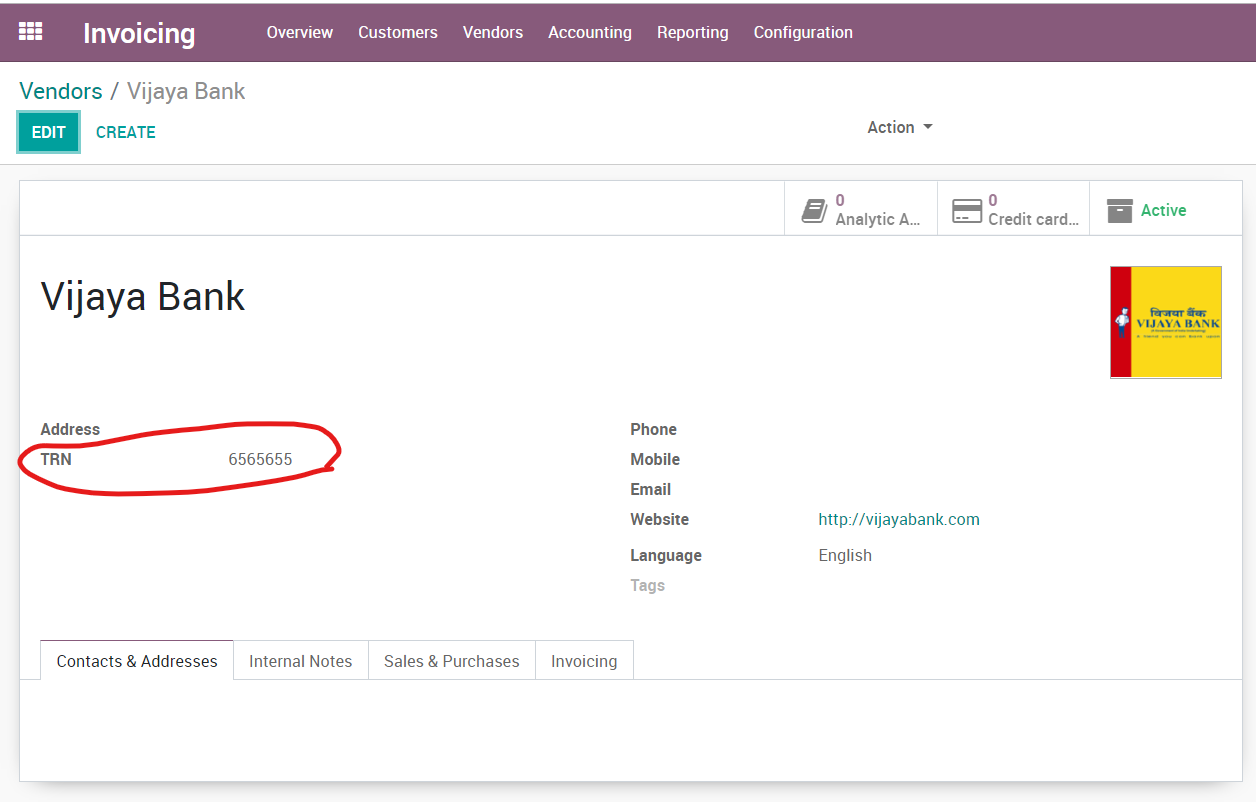 Invoicing Overview Customers Vendors Accounting Reporting Configuration
Vendors / Vijaya Bank
EDIT CREATE Action
0 Analytic A...
0 Credit card...
Active
Vijaya Bank
विजया बैंक
VIJAYA BANK
Address
TRN 6565655
Phone
Mobile
Email
Website http://vijayabank.com
Language English
Tags
Contacts & Addresses Internal Notes Sales & Purchases Invoicing